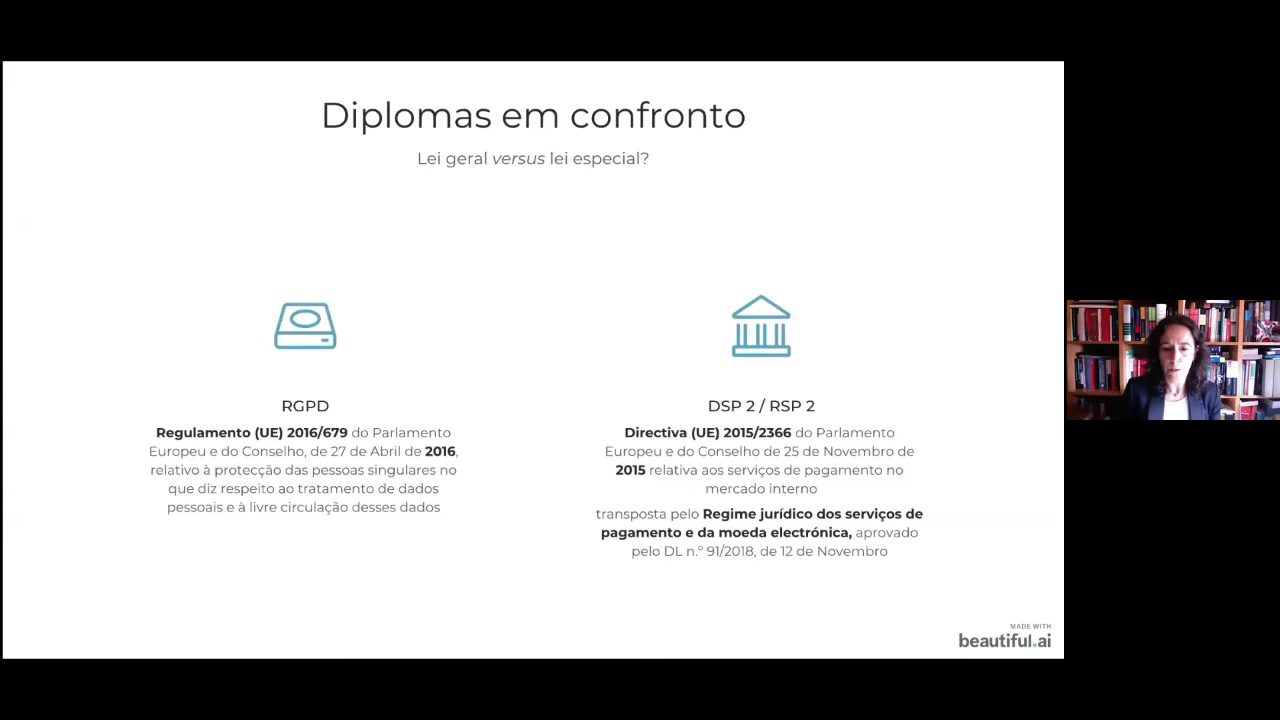 Diplomas em confronto
Lei geral versus lei especial?
RGPD
Regulamento (UE) 2016/679 do Parlamento
Europeu e do Conselho, de 27 de Abril de 2016,
relativo à protecção das pessoas singulares no
que diz respeito ao tratamento de dados
pessoais e à livre circulação desses dados
DSP 2 / RSP 2
Directiva (UE) 2015/2366 do Parlamento
Europeu e do Conselho de 25 de Novembro de
2015 relativa aos serviços de pagamento no
mercado interno
transposta pelo Regime jurídico dos serviços de
pagamento e da moeda electrónica, aprovado
pelo DL n.º 91/2018, de 12 de Novembro
MADE WITH
beautiful.ai